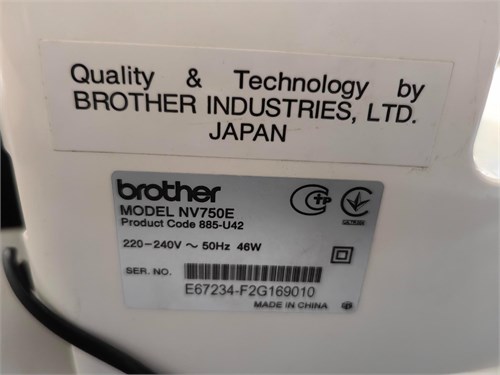 Quality & Technology by
BROTHER INDUSTRIES, LTD.
JAPAN
brother
MODEL NV750E
Product Code 885-U42
220-240V ~ 50Hz 46W
SER. NO.
E67234-F2G169010
MADE IN CHINA